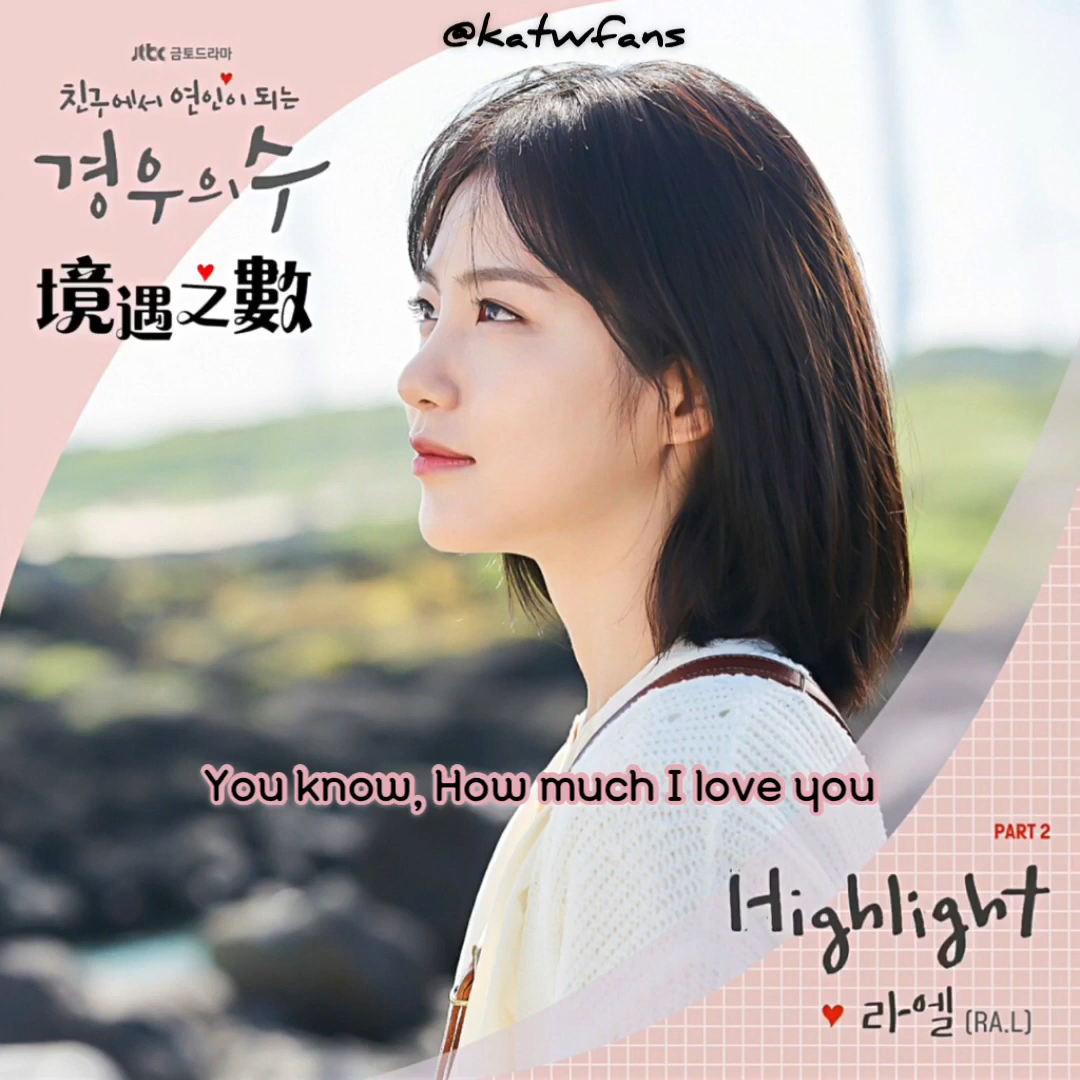 @katwfans
Jtbc 금토드라마
친구에서 연인이 되는
경우의 수
境遇之數
You know, How much I love you
PART 2
Highlight
라엘 (RA.L)